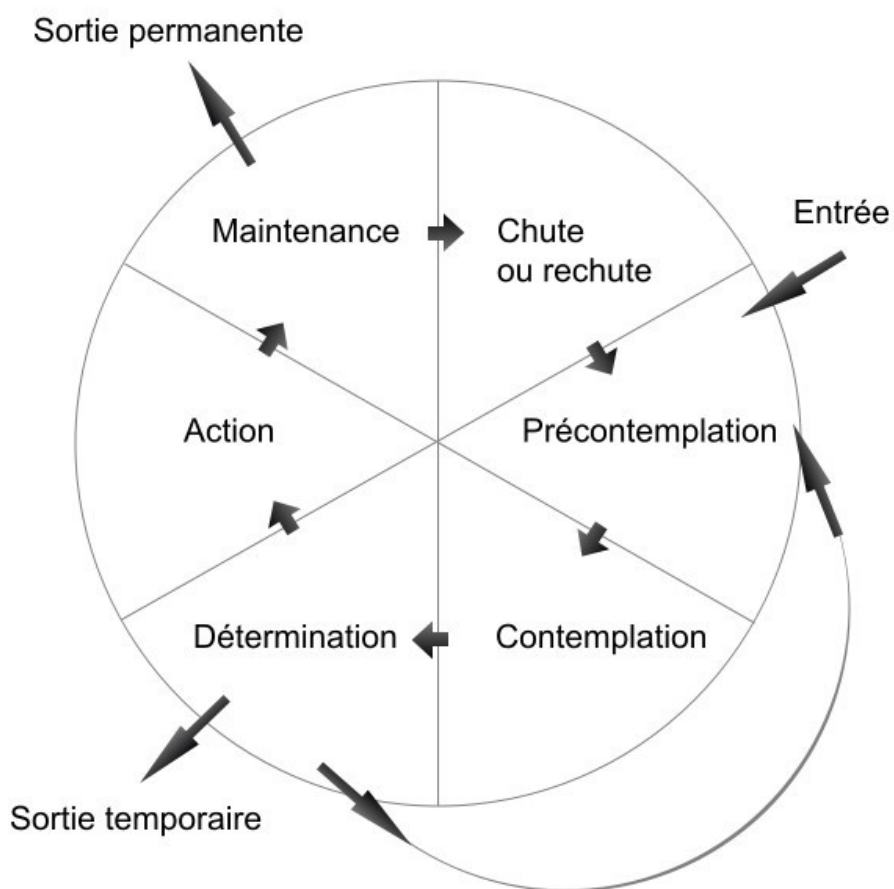 Sortie permanente
Entrée
Maintenance
Chute
ou rechute
Action
Précontemplation
Détermination
Contemplation
Sortie temporaire